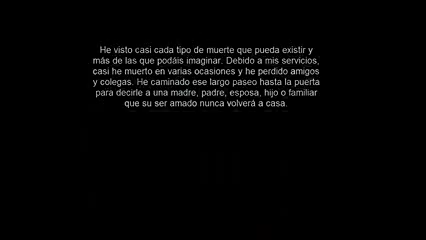 He visto casi cada tipo de muerte que pueda existir y
más de las que podáis imaginar. Debido a mis servicios,
casi he muerto en varias ocasiones y he perdido amigos
y colegas. He caminado ese largo paseo hasta la puerta
para decirle a una madre, padre, esposa, hijo o familiar
que su ser amado nunca volverá a casa.